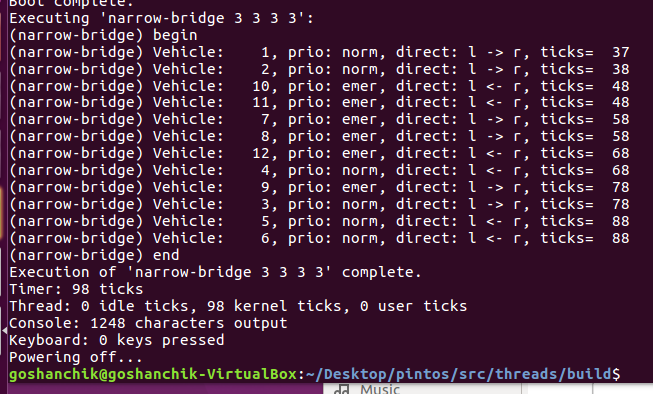 Boot complete.
Executing 'narrow-bridge 3 3 3 3':
(narrow-bridge) begin
(narrow-bridge) Vehicle:    1, prio: norm, direct: l -> r, ticks=  37
(narrow-bridge) Vehicle:    2, prio: norm, direct: l -> r, ticks=  38
(narrow-bridge) Vehicle:   10, prio: emer, direct: l <- r, ticks=  48
(narrow-bridge) Vehicle:   11, prio: emer, direct: l <- r, ticks=  48
(narrow-bridge) Vehicle:    7, prio: emer, direct: l -> r, ticks=  58
(narrow-bridge) Vehicle:    8, prio: emer, direct: l -> r, ticks=  58
(narrow-bridge) Vehicle:   12, prio: emer, direct: l <- r, ticks=  68
(narrow-bridge) Vehicle:    4, prio: norm, direct: l <- r, ticks=  68
(narrow-bridge) Vehicle:    9, prio: emer, direct: l -> r, ticks=  78
(narrow-bridge) Vehicle:    3, prio: norm, direct: l -> r, ticks=  78
(narrow-bridge) Vehicle:    5, prio: norm, direct: l <- r, ticks=  88
(narrow-bridge) Vehicle:    6, prio: norm, direct: l <- r, ticks=  88
(narrow-bridge) end
Execution of 'narrow-bridge 3 3 3 3' complete.
Timer: 98 ticks
Thread: 0 idle ticks, 98 kernel ticks, 0 user ticks
Console: 1248 characters output
Keyboard: 0 keys pressed
Powering off...
goshanchik@goshanchik-VirtualBox:~/Desktop/pintos/src/threads/build$
Music